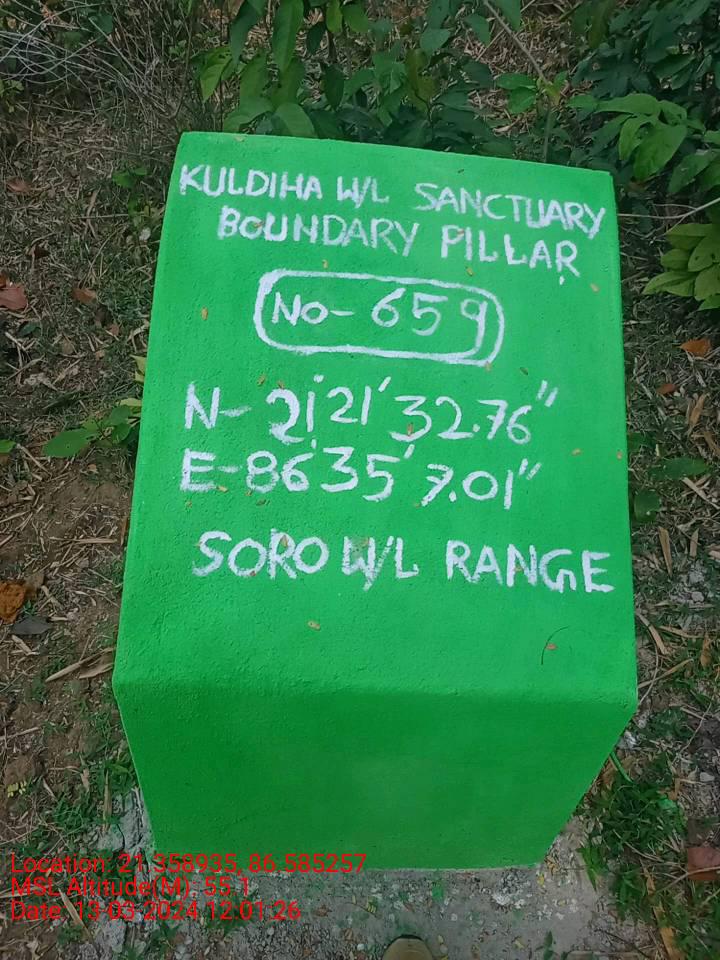 KULDIHA W/L SANCTUARY
BOUNDARY PILLAR
No- 659
N- 21°21' 32.76"
E- 86°35' 7.01"
SORO W/L RANGE
Location: 21.358935, 86.585257
MSL Altitude(M): 55.1
Date: 13-03-2024 12:01:26